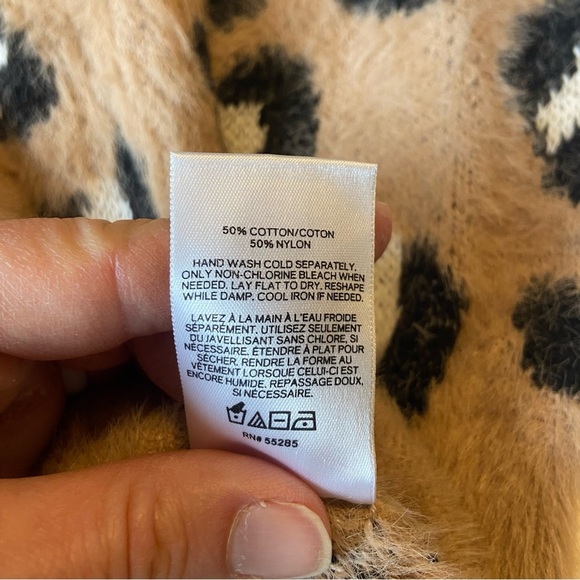 50% COTTON/COTON
50% NYLON
HAND WASH COLD SEPARATELY.
ONLY NON-CHLORINE BLEACH WHEN
NEEDED. LAY FLAT TO DRY. RESHAPE
WHILE DAMP. COOL IRON IF NEEDED.
LAVEZ À LA MAIN À L'EAU FROIDE
SÉPARÉMENT. UTILISEZ SEULEMENT
DU JAVELLISANT SANS CHLORE, SI
NÉCESSAIRE. ÉTENDRE À PLAT POUR
SÉCHER. RENDRE LA FORME AU
VÊTEMENT LORSQUE CELUI-CI EST
ENCORE HUMIDE. REPASSAGE DOUX,
SI NÉCESSAIRE.
RN# 55285